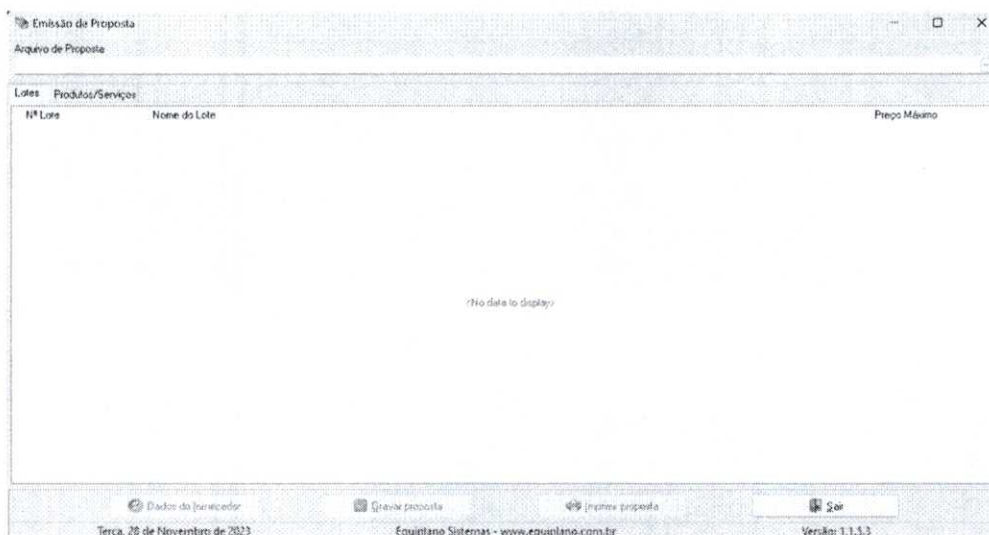 Emissão de Proposta
Arquivo de Proposta
Lotes Produtos/Serviços
Nº Lote Nome do Lote Preço Máximo
<No data to display>
Dados do fornecedor Gravar proposta Imprimir proposta Sair
Terça, 28 de Novembro de 2023 Equiplano Sistemas - www.equiplano.com.br Versão: 1.1.5.3